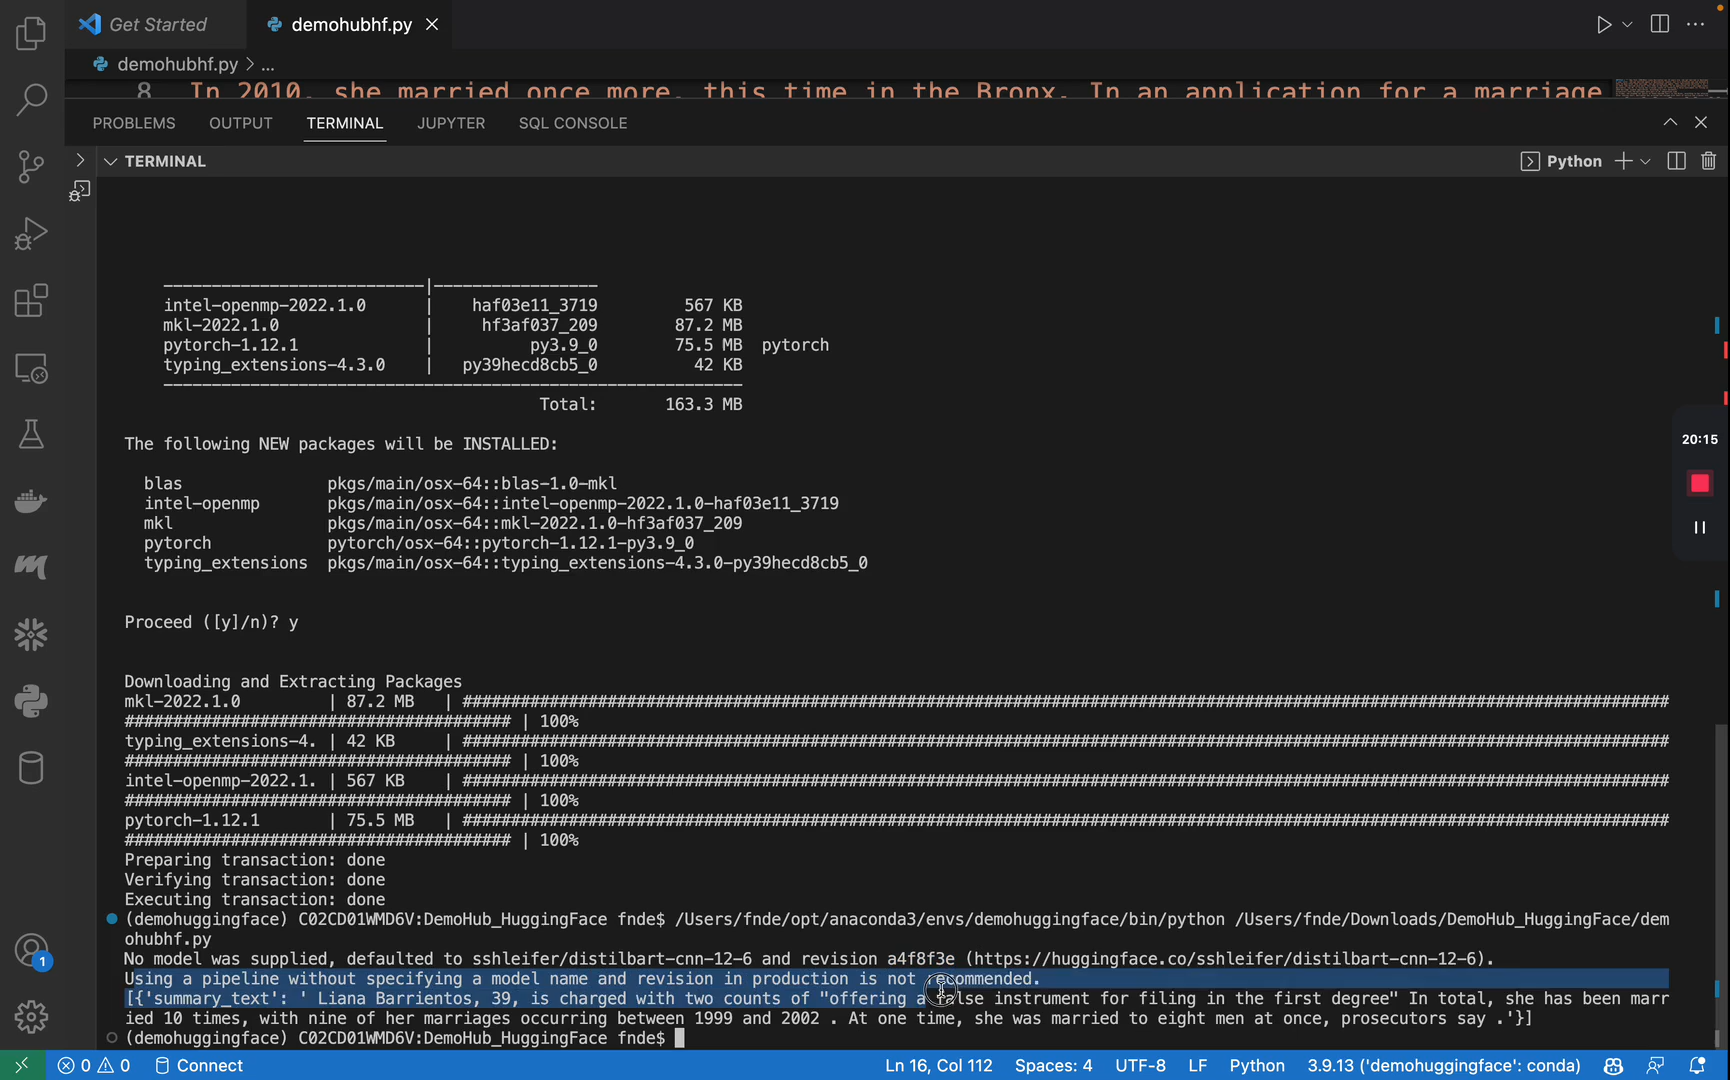 Get Started
demohubhf.py
demohubhf.py > ...
8 In 2010, she married once more, this time in the Bronx. In an application for a marriage
PROBLEMS OUTPUT TERMINAL JUPYTER SQL CONSOLE
TERMINAL
Python
intel-openmp-2022.1.0 | haf03e11_3719 567 KB
mkl-2022.1.0 | hf3af037_209 87.2 MB
pytorch-1.12.1 | py3.9_0 75.5 MB pytorch
typing_extensions-4.3.0 | py39hecd8cb5_0 42 KB
Total: 163.3 MB
The following NEW packages will be INSTALLED:
blas pkgs/main/osx-64::blas-1.0-mkl
intel-openmp pkgs/main/osx-64::intel-openmp-2022.1.0-haf03e11_3719
mkl pkgs/main/osx-64::mkl-2022.1.0-hf3af037_209
pytorch pytorch/osx-64::pytorch-1.12.1-py3.9_0
typing_extensions pkgs/main/osx-64::typing_extensions-4.3.0-py39hecd8cb5_0
Proceed ([y]/n)? y
Downloading and Extracting Packages
mkl-2022.1.0 | 87.2 MB | ############################################################################################################################
######################################## | 100%
typing_extensions-4. | 42 KB | ############################################################################################################################
######################################## | 100%
intel-openmp-2022.1. | 567 KB | ############################################################################################################################
######################################## | 100%
pytorch-1.12.1 | 75.5 MB | ############################################################################################################################
######################################## | 100%
Preparing transaction: done
Verifying transaction: done
Executing transaction: done
(demohuggingface) C02CD01WMD6V:DemoHub_HuggingFace fnde$ /Users/fnde/opt/anaconda3/envs/demohuggingface/bin/python /Users/fnde/Downloads/DemoHub_HuggingFace/dem
ohubhf.py
No model was supplied, defaulted to sshleifer/distilbart-cnn-12-6 and revision a4f8f3e (https://huggingface.co/sshleifer/distilbart-cnn-12-6).
Using a pipeline without specifying a model name and revision in production is not recommended.
[{'summary_text': ' Liana Barrientos, 39, is charged with two counts of "offering a false instrument for filing in the first degree" In total, she has been marr
ied 10 times, with nine of her marriages occurring between 1999 and 2002 . At one time, she was married to eight men at once, prosecutors say .'}]
(demohuggingface) C02CD01WMD6V:DemoHub_HuggingFace fnde$
20:15
1
0 0 Connect Ln 16, Col 112 Spaces: 4 UTF-8 LF Python 3.9.13 ('demohuggingface': conda)